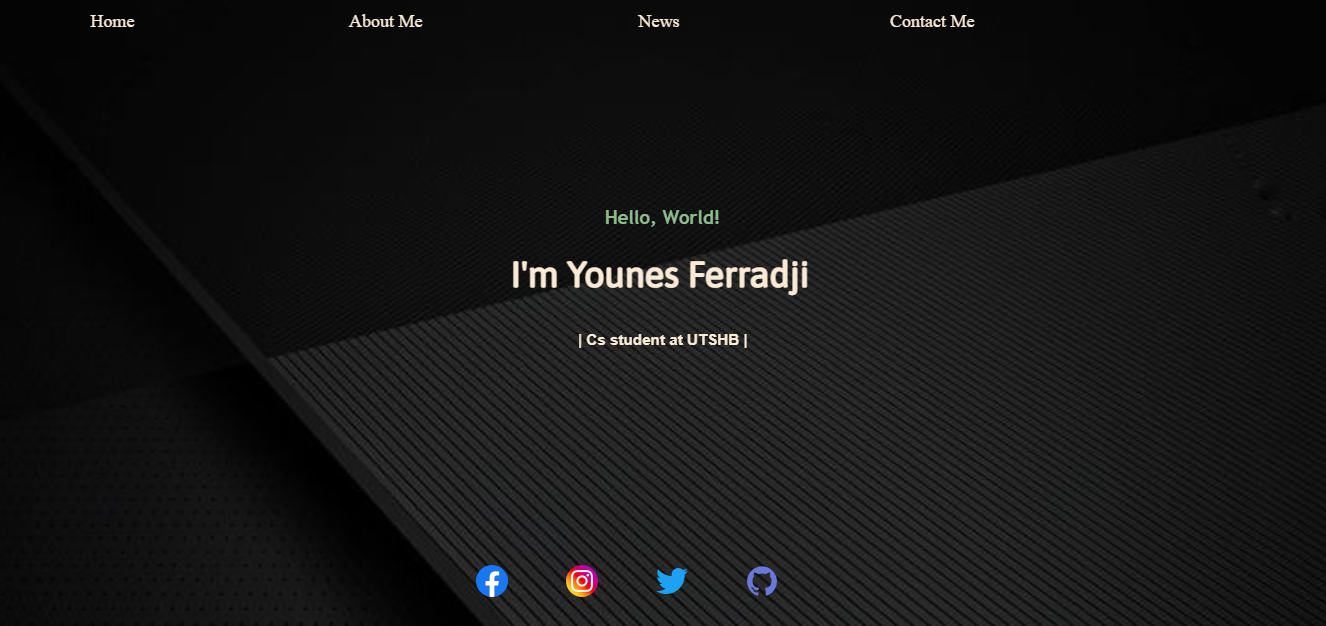 Home About Me News Contact Me
Hello, World!
I'm Younes Ferradji
| Cs student at UTSHB |